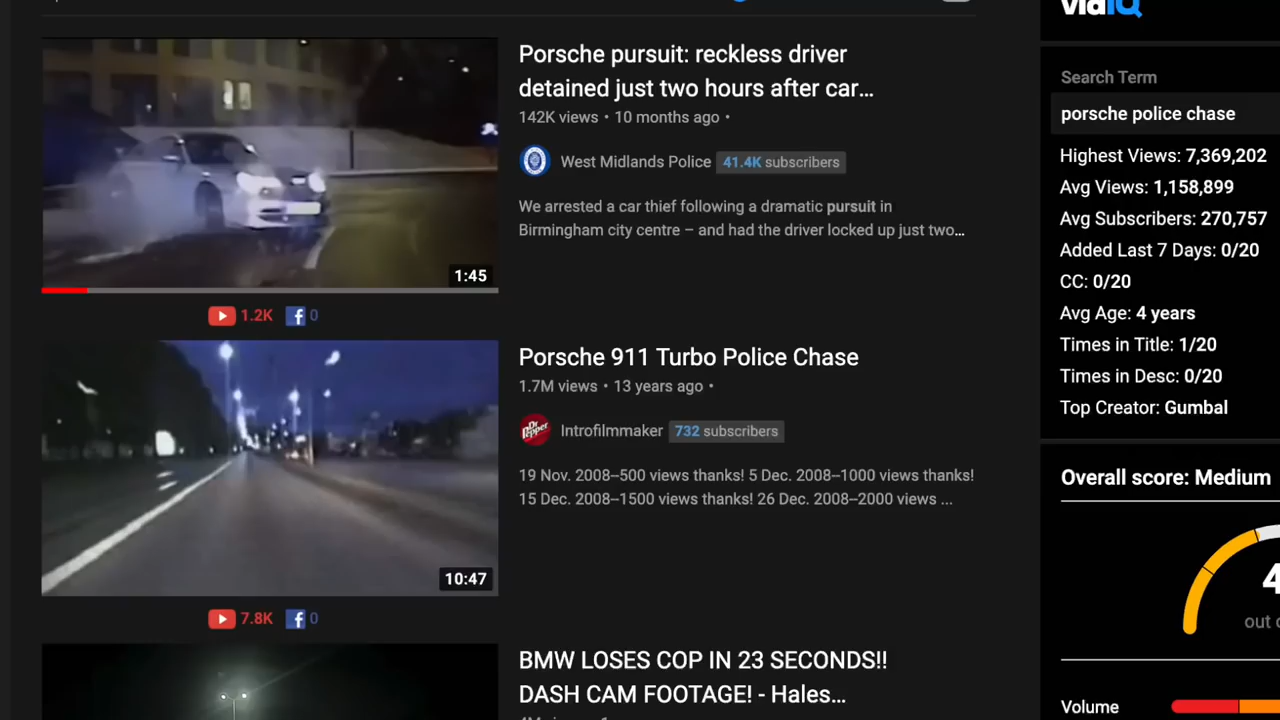 vidIQ
Porsche pursuit: reckless driver
detained just two hours after car…
142K views • 10 months ago •
West Midlands Police 41.4K subscribers
We arrested a car thief following a dramatic pursuit in
Birmingham city centre – and had the driver locked up just two…
1:45
1.2K 0
Porsche 911 Turbo Police Chase
1.7M views • 13 years ago •
Dr Pepper
Introfilmmaker 732 subscribers
19 Nov. 2008–500 views thanks! 5 Dec. 2008–1000 views thanks!
15 Dec. 2008–1500 views thanks! 26 Dec. 2008–2000 views ...
10:47
7.8K 0
BMW LOSES COP IN 23 SECONDS!!
DASH CAM FOOTAGE! - Hales…
Search Term
porsche police chase
Highest Views: 7,369,202
Avg Views: 1,158,899
Avg Subscribers: 270,757
Added Last 7 Days: 0/20
CC: 0/20
Avg Age: 4 years
Times in Title: 1/20
Times in Desc: 0/20
Top Creator: Gumbal
Overall score: Medium
4
out
Volume